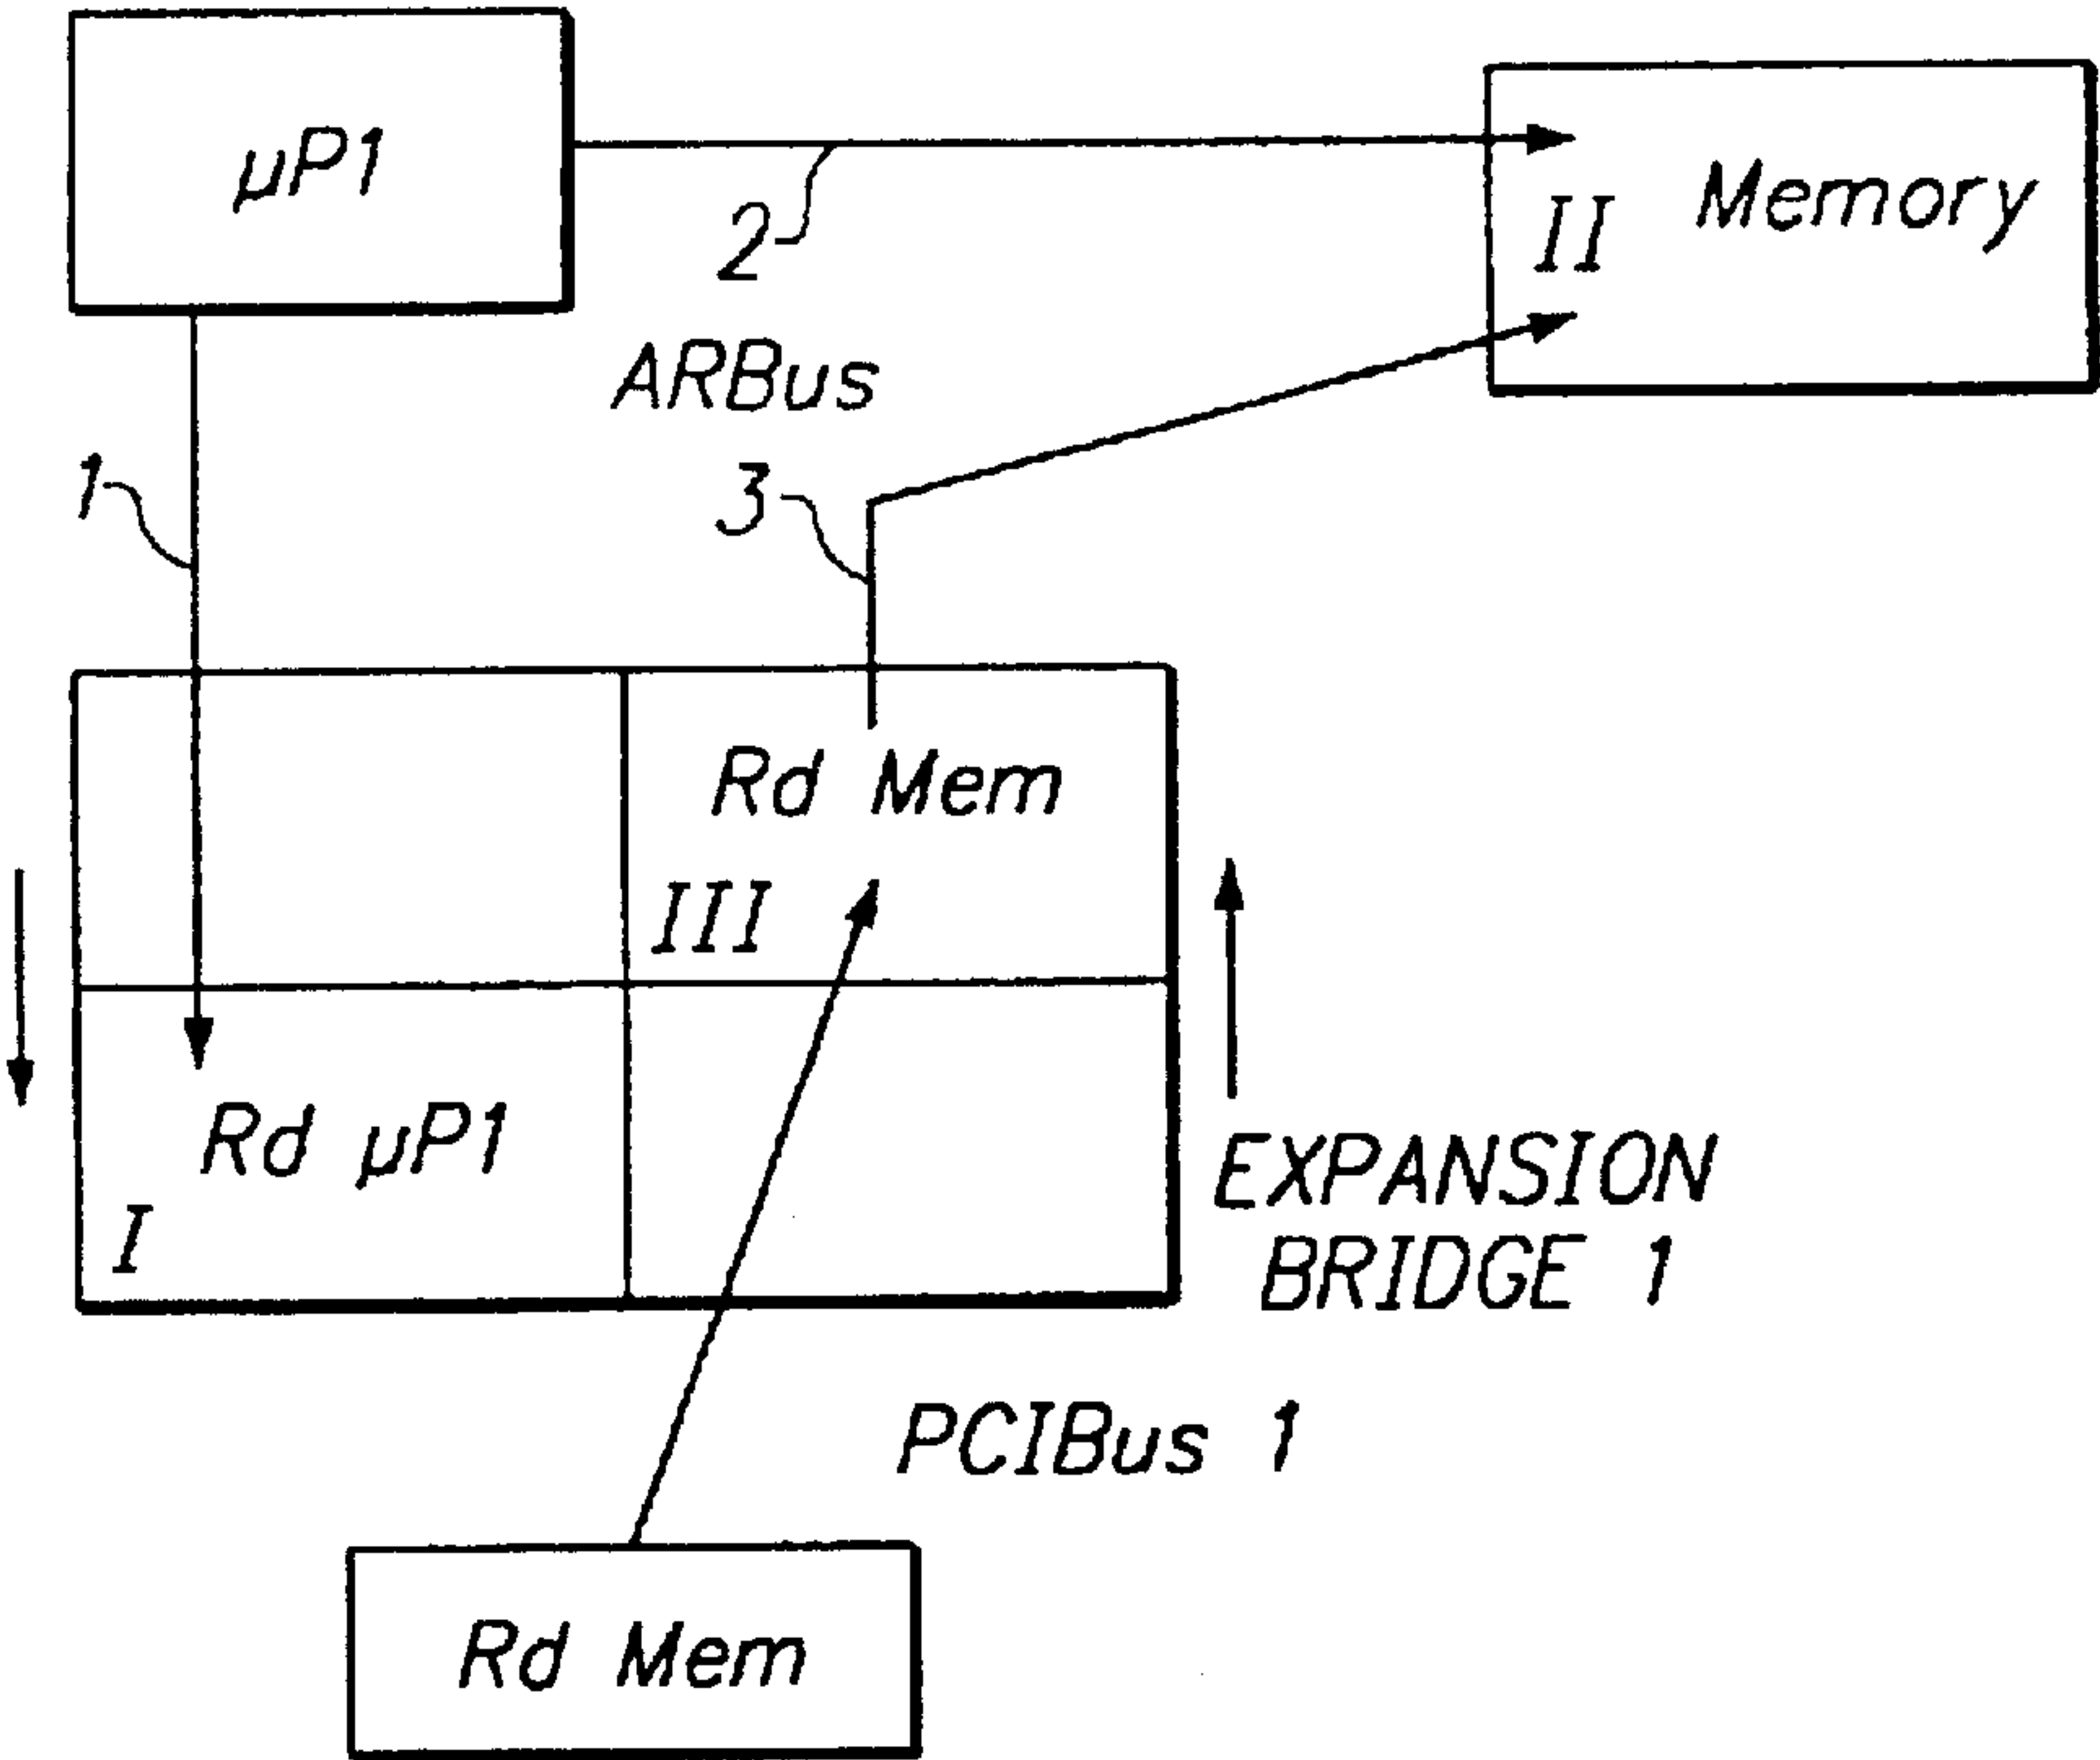 µP1
Memory
II
2
ARBus
1
3
Rd Mem
III
Rd µP1
I
EXPANSION
BRIDGE 1
PCIBus 1
Rd Mem